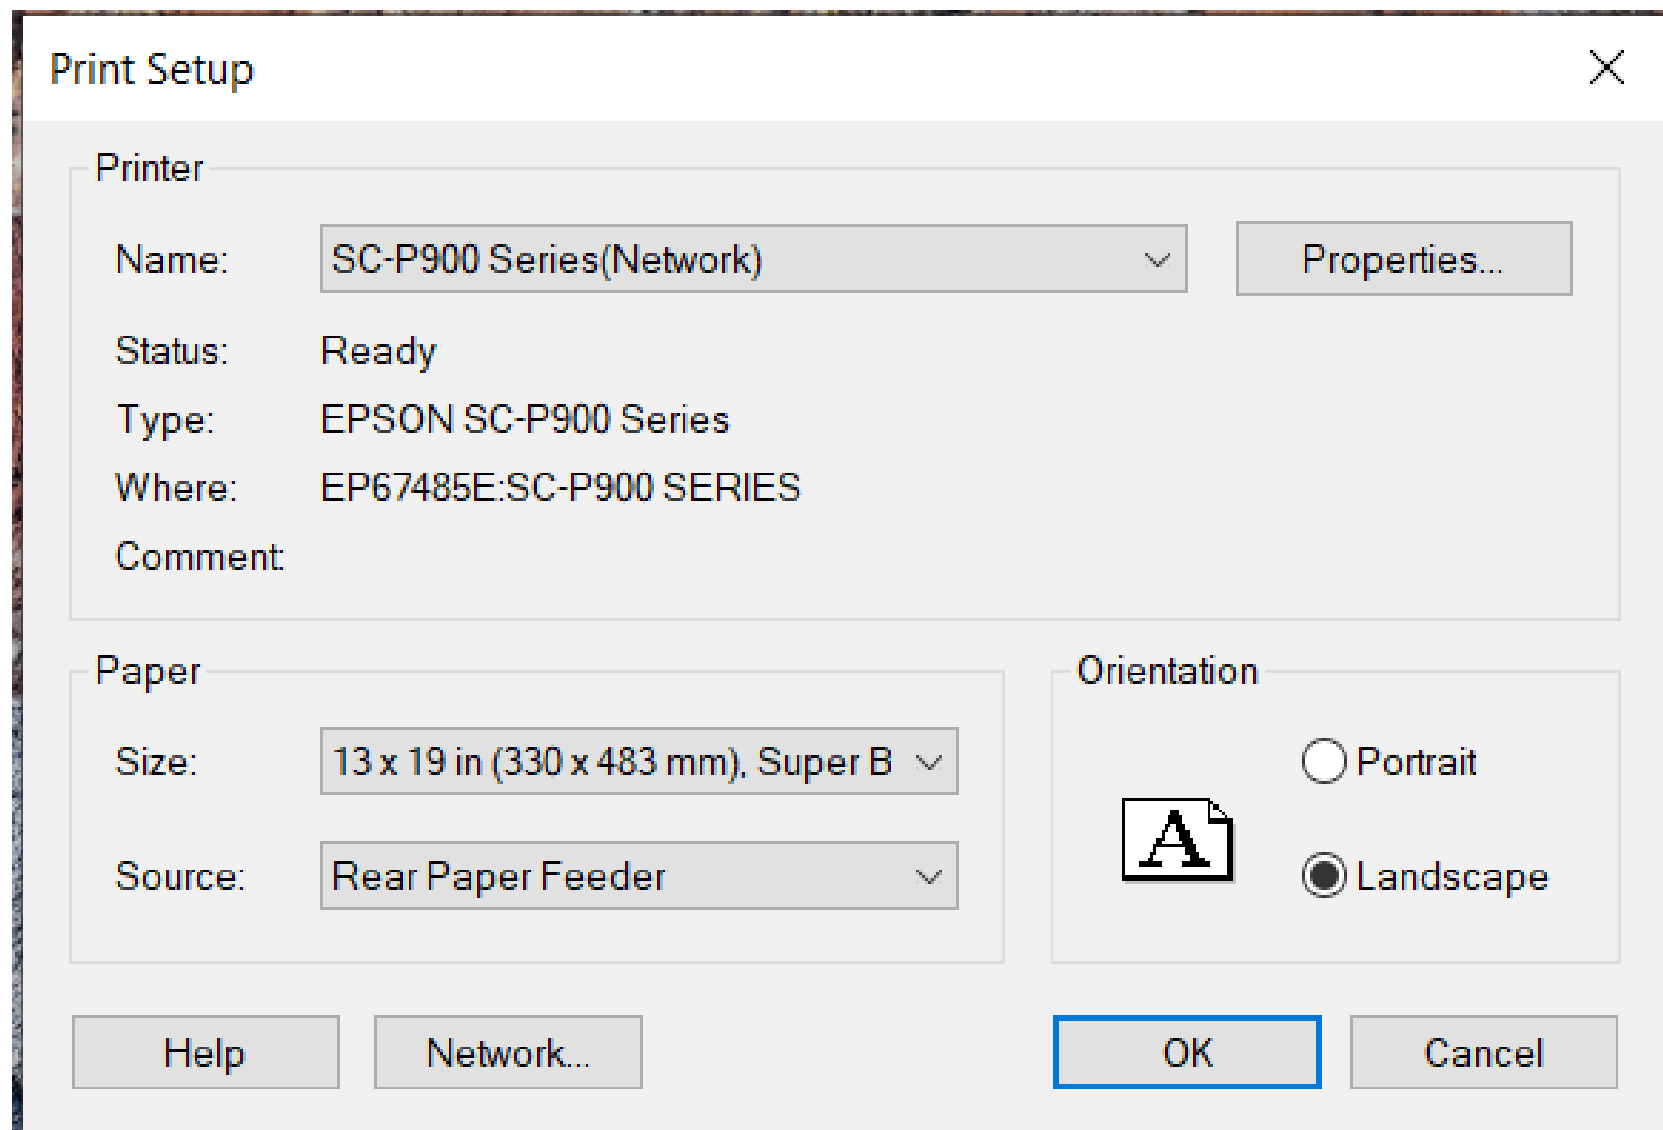 Print Setup
Printer
Name: SC-P900 Series(Network) Properties...
Status: Ready
Type: EPSON SC-P900 Series
Where: EP67485E:SC-P900 SERIES
Comment:
Paper
Size: 13 x 19 in (330 x 483 mm), Super B
Source: Rear Paper Feeder
Orientation
A
Portrait
Landscape
Help Network... OK Cancel